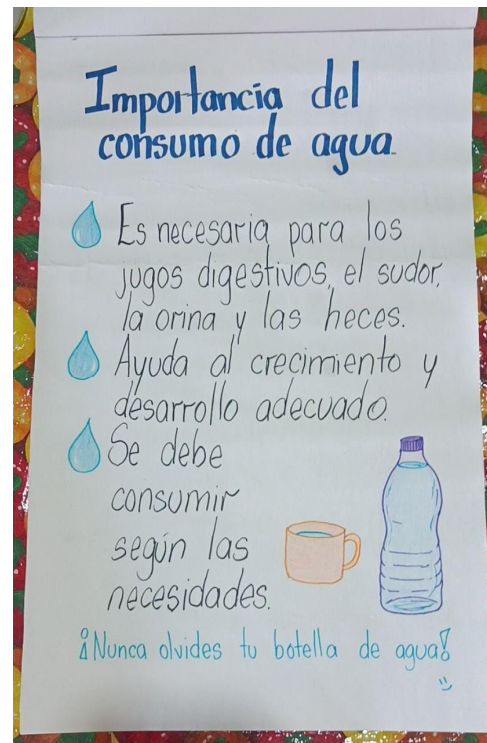 Importancia del
consumo de agua.
Es necesaria para los
jugos digestivos, el sudor,
la orina y las heces.
Ayuda al crecimiento y
desarrollo adecuado.
Se debe
consumir
según las
necesidades.
¡Nunca olvides tu botella de agua!